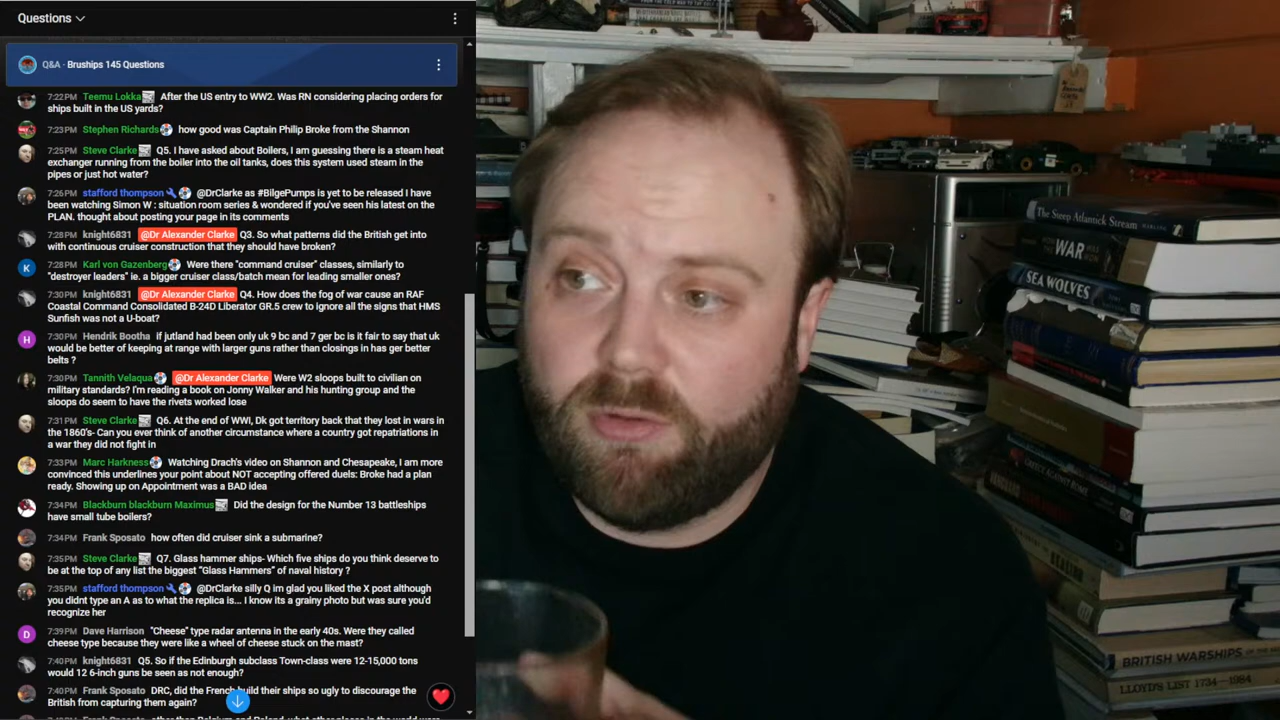 Questions
Q&A · Bruships 145 Questions
7:22PM Teemu Lokka After the US entry to WW2. Was RN considering placing orders for
ships built in the US yards?
7:23PM Stephen Richards how good was Captain Philip Broke from the Shannon
7:25PM Steve Clarke Q5. I have asked about Boilers, I am guessing there is a steam heat
exchanger running from the boiler into the oil tanks, does this system used steam in the
pipes or just hot water?
7:26PM stafford thompson @DrClarke as #BilgePumps is yet to be released I have
been watching Simon W : situation room series & wondered if you've seen his latest on the
PLAN. thought about posting your page in its comments
7:28PM knight6831 @Dr Alexander Clarke Q3. So what patterns did the British get into
with continuous cruiser construction that they should have broken?
7:28PM Karl von Gazenberg Were there "command cruiser" classes, similarly to
"destroyer leaders" ie. a bigger cruiser class/batch mean for leading smaller ones?
7:30PM knight6831 @Dr Alexander Clarke Q4. How does the fog of war cause an RAF
Coastal Command Consolidated B-24D Liberator GR.5 crew to ignore all the signs that HMS
Sunfish was not a U-boat?
7:30PM Hendrik Bootha if jutland had been only uk 9 bc and 7 ger bc is it fair to say that uk
would be better of keeping at range with larger guns rather than closings in has ger better
belts ?
7:30PM Tannith Velaqua @Dr Alexander Clarke Were W2 sloops built to civilian on
military standards? I'm reading a book on Jonny Walker and his hunting group and the
sloops do seem to have the rivets worked lose
7:31PM Steve Clarke Q6. At the end of WWI, Dk got territory back that they lost in wars in
the 1860's- Can you ever think of another circumstance where a country got repatriations in
a war they did not fight in
7:33PM Marc Harkness Watching Drach's video on Shannon and Chesapeake, I am more
convinced this underlines your point about NOT accepting offered duels: Broke had a plan
ready. Showing up on Appointment was a BAD idea
7:34PM Blackburn blackburn Maximus Did the design for the Number 13 battleships
have small tube boilers?
7:34PM Frank Sposato how often did cruiser sink a submarine?
7:35PM Steve Clarke Q7. Glass hammer ships- Which five ships do you think deserve to
be at the top of any list the biggest "Glass Hammers" of naval history ?
7:35PM stafford thompson @DrClarke silly Q im glad you liked the X post although
you didnt type an A as to what the replica is... I know its a grainy photo but was sure you'd
recognize her
7:39PM Dave Harrison "Cheese" type radar antenna in the early 40s. Were they called
cheese type because they were like a wheel of cheese stuck on the mast?
7:40PM knight6831 Q5. So if the Edinburgh subclass Town-class were 12-15,000 tons
would 12 6-inch guns be seen as not enough?
7:40PM Frank Sposato DRC, did the French build their ships so ugly to discourage the
British from capturing them again?
The Steep Atlantick Stream
WAR
SEA WOLVES
GREECE AGAINST ROME
BRITISH WARSHIPS OF THE
LLOYD'S LIST 1734 - 1984